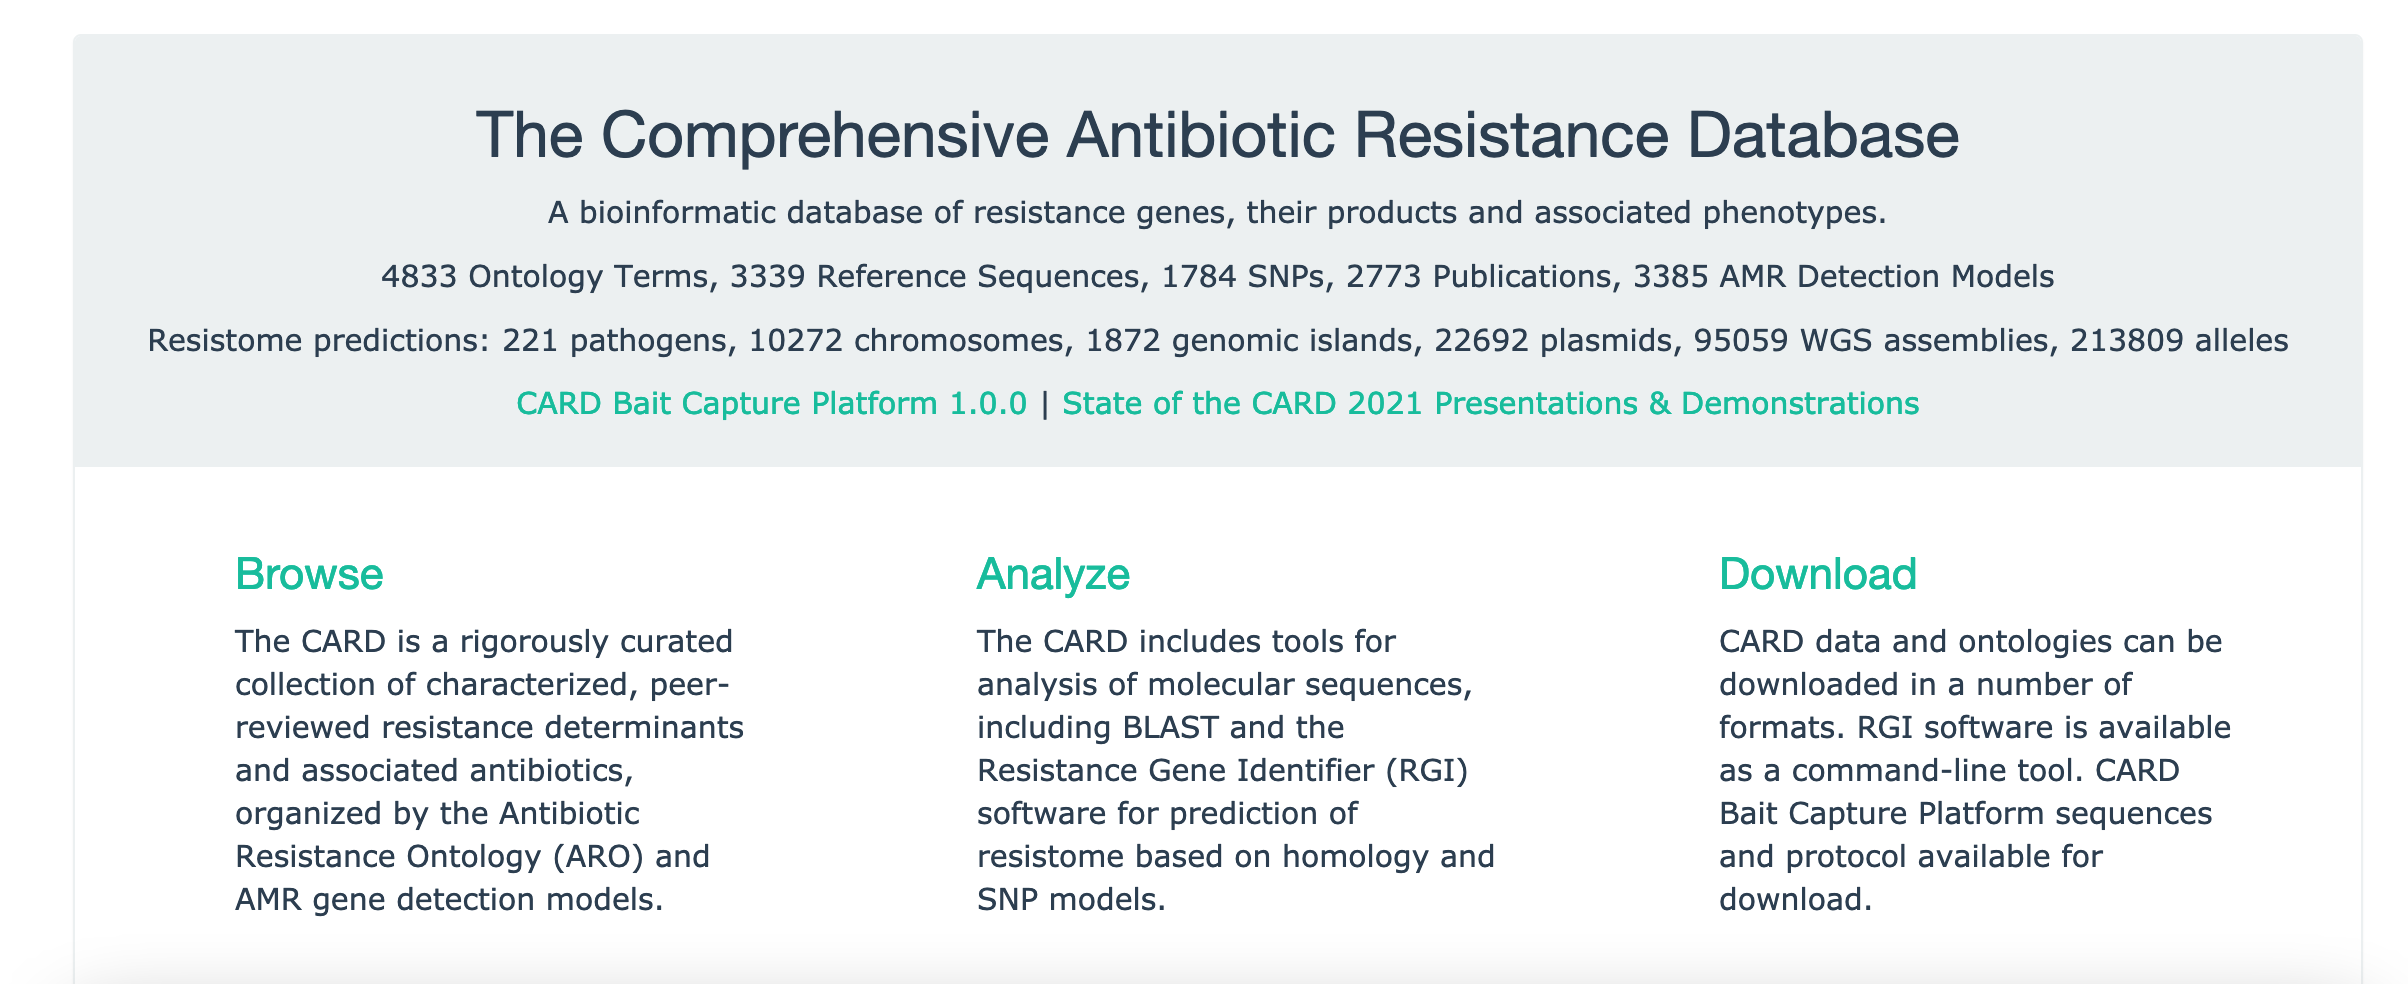 The Comprehensive Antibiotic Resistance Database
A bioinformatic database of resistance genes, their products and associated phenotypes.
4833 Ontology Terms, 3339 Reference Sequences, 1784 SNPs, 2773 Publications, 3385 AMR Detection Models
Resistome predictions: 221 pathogens, 10272 chromosomes, 1872 genomic islands, 22692 plasmids, 95059 WGS assemblies, 213809 alleles
CARD Bait Capture Platform 1.0.0 | State of the CARD 2021 Presentations & Demonstrations
Browse
The CARD is a rigorously curated
collection of characterized, peer-
reviewed resistance determinants
and associated antibiotics,
organized by the Antibiotic
Resistance Ontology (ARO) and
AMR gene detection models.
Analyze
The CARD includes tools for
analysis of molecular sequences,
including BLAST and the
Resistance Gene Identifier (RGI)
software for prediction of
resistome based on homology and
SNP models.
Download
CARD data and ontologies can be
downloaded in a number of
formats. RGI software is available
as a command-line tool. CARD
Bait Capture Platform sequences
and protocol available for
download.